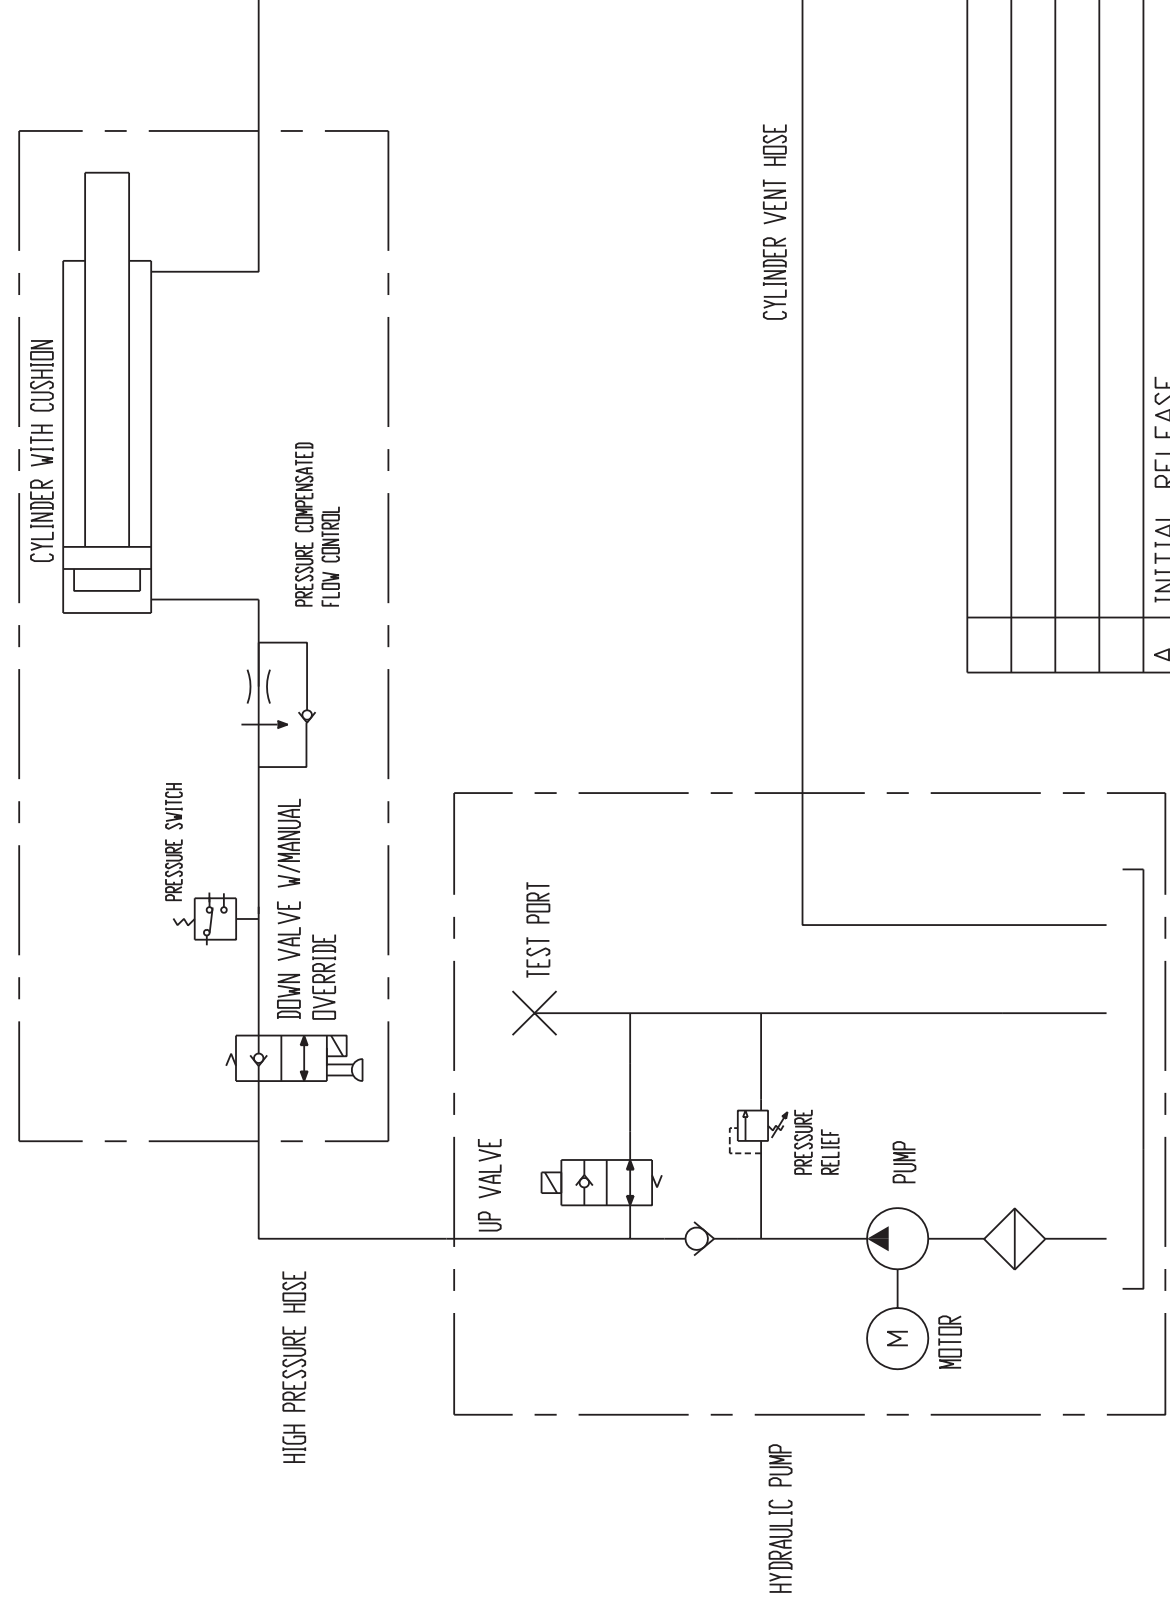 CYLINDER WITH CUSHION
PRESSURE COMPENSATED
FLOW CONTROL
PRESSURE SWITCH
DOWN VALVE W/MANUAL
OVERRIDE
HIGH PRESSURE HOSE
CYLINDER VENT HOSE
TEST PORT
UP VALVE
PRESSURE
RELIEF
PUMP
M
MOTOR
HYDRAULIC PUMP
A INITIAL RELEASE